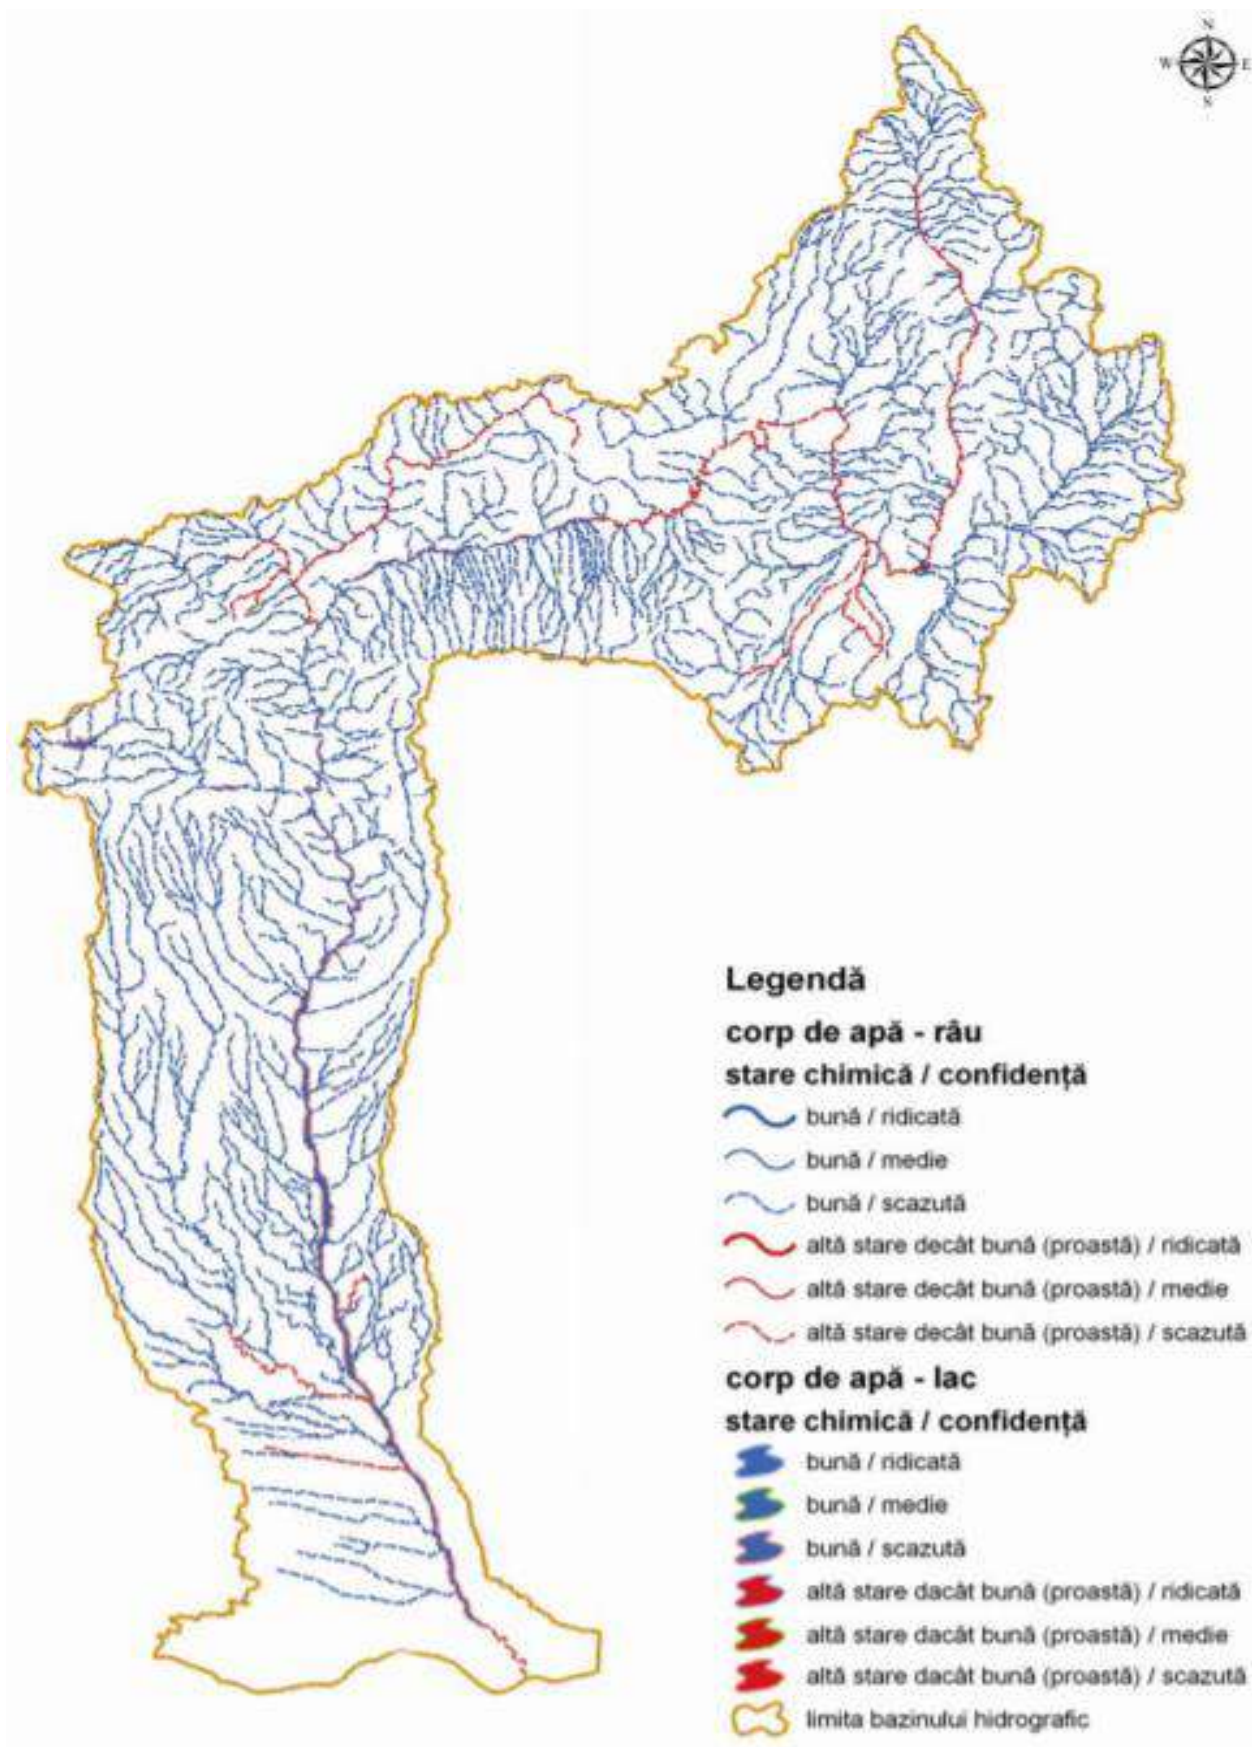 N
W E
S
Legendă
corp de apă - râu
stare chimică / confidență
bună / ridicată
bună / medie
bună / scazută
altă stare decât bună (proastă) / ridicată
altă stare decât bună (proastă) / medie
altă stare decât bună (proastă) / scazută
corp de apă - lac
stare chimică / confidență
bună / ridicată
bună / medie
bună / scazută
altă stare dacât bună (proastă) / ridicată
altă stare dacât bună (proastă) / medie
altă stare dacât bună (proastă) / scazută
limita bazinului hidrografic